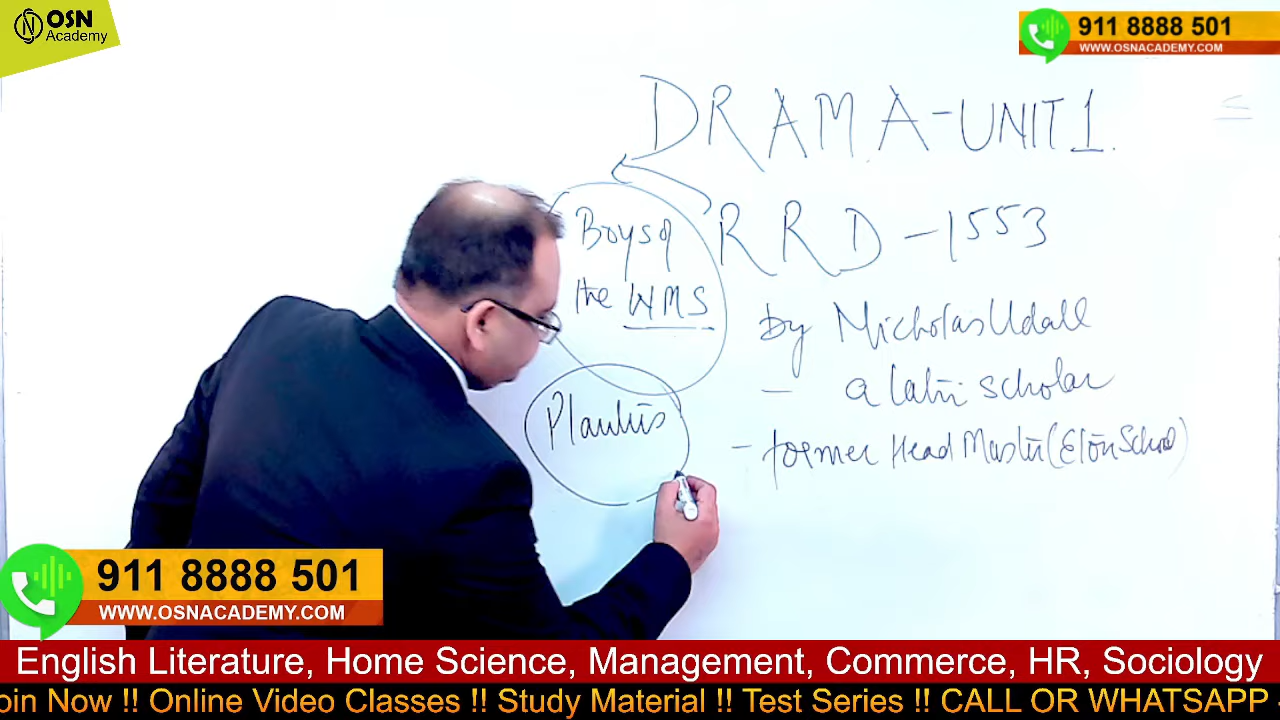 OSN
Academy
911 8888 501
WWW.OSNACADEMY.COM
DRAMA-UNIT 1.
Boys of
the WMS
RRD - 1553
by Nicholas Udall
- a Latin scholar
- former Head Master (Eton School)
Plautus
911 8888 501
WWW.OSNACADEMY.COM
English Literature, Home Science, Management, Commerce, HR, Sociology
oin Now !! Online Video Classes !! Study Material !! Test Series !! CALL OR WHATSAPP